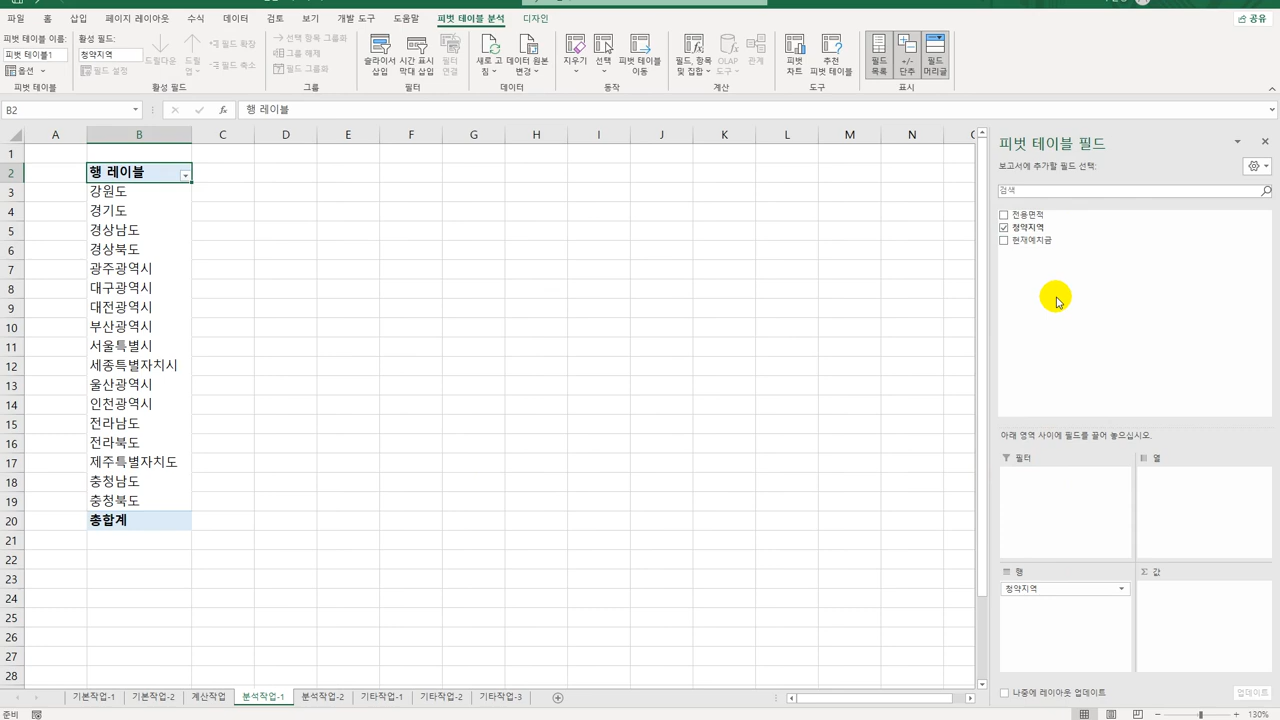 파일 홈 삽입 페이지 레이아웃 수식 데이터 검토 보기 개발 도구 도움말 피벗 테이블 분석 디자인 공유
피벗 테이블 이름:
피벗 테이블1
옵션
피벗 테이블
활성 필드:
청약지역
필드 설정
드릴다운
드릴업
필드 확장
필드 축소
활성 필드
선택 항목 그룹화
그룹 해제
필드 그룹화
그룹
슬라이서 삽입
시간 표시 막대 삽입
필터 연결
필터
새로 고침
데이터 원본 변경
데이터
지우기
선택
피벗 테이블 이동
동작
필드, 항목 및 집합
OLAP 도구
관계
계산
피벗 차트
추천 피벗 테이블
도구
필드 목록
+/- 단추
필드 머리글
표시
B2 fx 행 레이블
A B C D E F G H I J K L M N
1
2 행 레이블
3 강원도
4 경기도
5 경상남도
6 경상북도
7 광주광역시
8 대구광역시
9 대전광역시
10 부산광역시
11 서울특별시
12 세종특별자치시
13 울산광역시
14 인천광역시
15 전라남도
16 전라북도
17 제주특별자치도
18 충청남도
19 충청북도
20 총합계
21
22
23
24
25
26
27
28
피벗 테이블 필드
보고서에 추가할 필드 선택:
검색
전용면적
청약지역
현재예치금
아래 영역 사이에 필드를 끌어 놓으십시오.
필터 열
행 Σ 값
청약지역
나중에 레이아웃 업데이트 업데이트
기본작업-1 기본작업-2 계산작업 분석작업-1 분석작업-2 기타작업-1 기타작업-2 기타작업-3
준비 130%